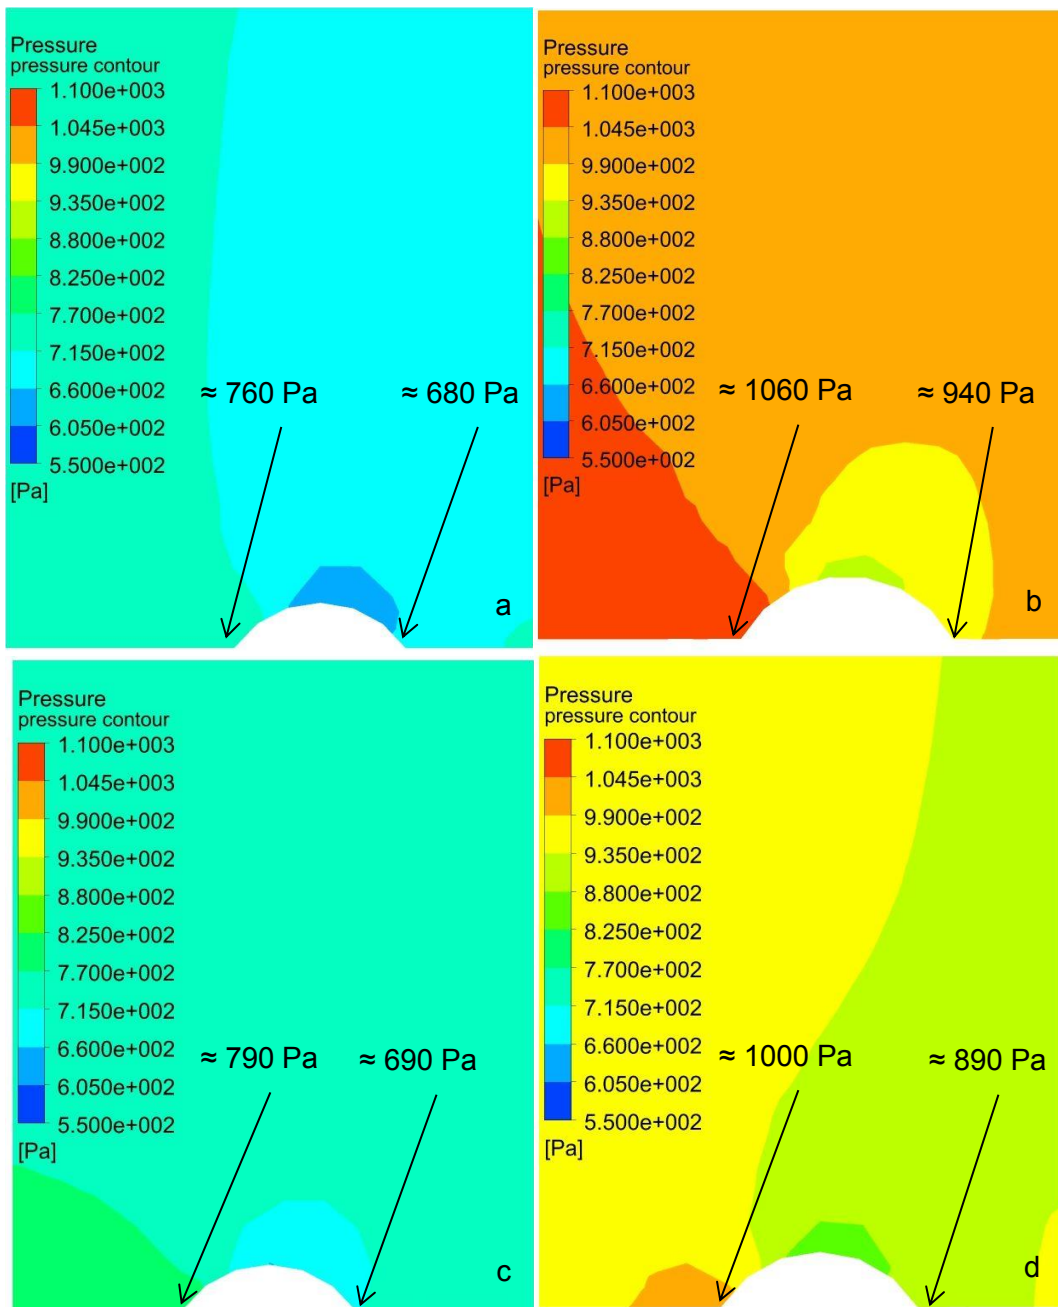 Pressure
pressure contour
1.100e+003
1.045e+003
9.900e+002
9.350e+002
8.800e+002
8.250e+002
7.700e+002
7.150e+002
6.600e+002
6.050e+002
5.500e+002
[Pa]
≈ 760 Pa
≈ 680 Pa
a
Pressure
pressure contour
1.100e+003
1.045e+003
9.900e+002
9.350e+002
8.800e+002
8.250e+002
7.700e+002
7.150e+002
6.600e+002
6.050e+002
5.500e+002
[Pa]
≈ 1060 Pa
≈ 940 Pa
b
Pressure
pressure contour
1.100e+003
1.045e+003
9.900e+002
9.350e+002
8.800e+002
8.250e+002
7.700e+002
7.150e+002
6.600e+002
6.050e+002
5.500e+002
[Pa]
≈ 790 Pa
≈ 690 Pa
c
Pressure
pressure contour
1.100e+003
1.045e+003
9.900e+002
9.350e+002
8.800e+002
8.250e+002
7.700e+002
7.150e+002
6.600e+002
6.050e+002
5.500e+002
[Pa]
≈ 1000 Pa
≈ 890 Pa
d